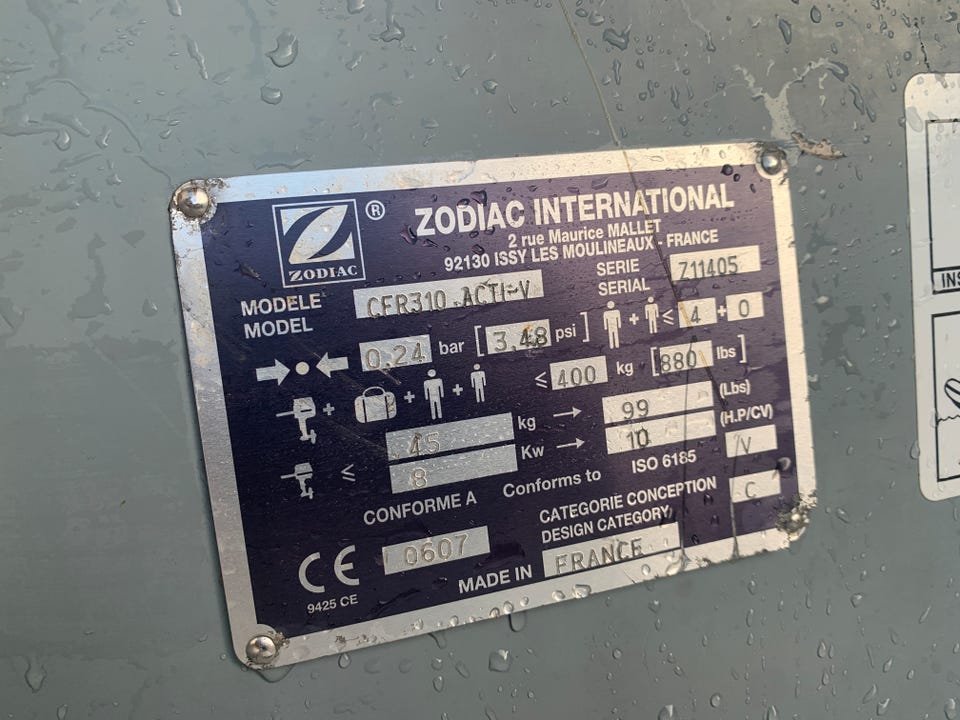 ZODIAC
®
ZODIAC INTERNATIONAL
2 rue Maurice MALLET
92130 ISSY LES MOULINEAUX - FRANCE
MODELE
MODEL
CFR310 ACTI-V
SERIE
SERIAL
Z11405
0.24 bar [3.48 psi] + ≤ 4 + 0
+ + + ≤ 400 kg [880 lbs]
45 kg → 99 (Lbs)
≤ 8 Kw → 10 (H.P/CV)
CONFORME A Conforms to ISO 6185 V
CATEGORIE CONCEPTION
DESIGN CATEGORY
C
CE 0607
9425 CE
MADE IN FRANCE
INS